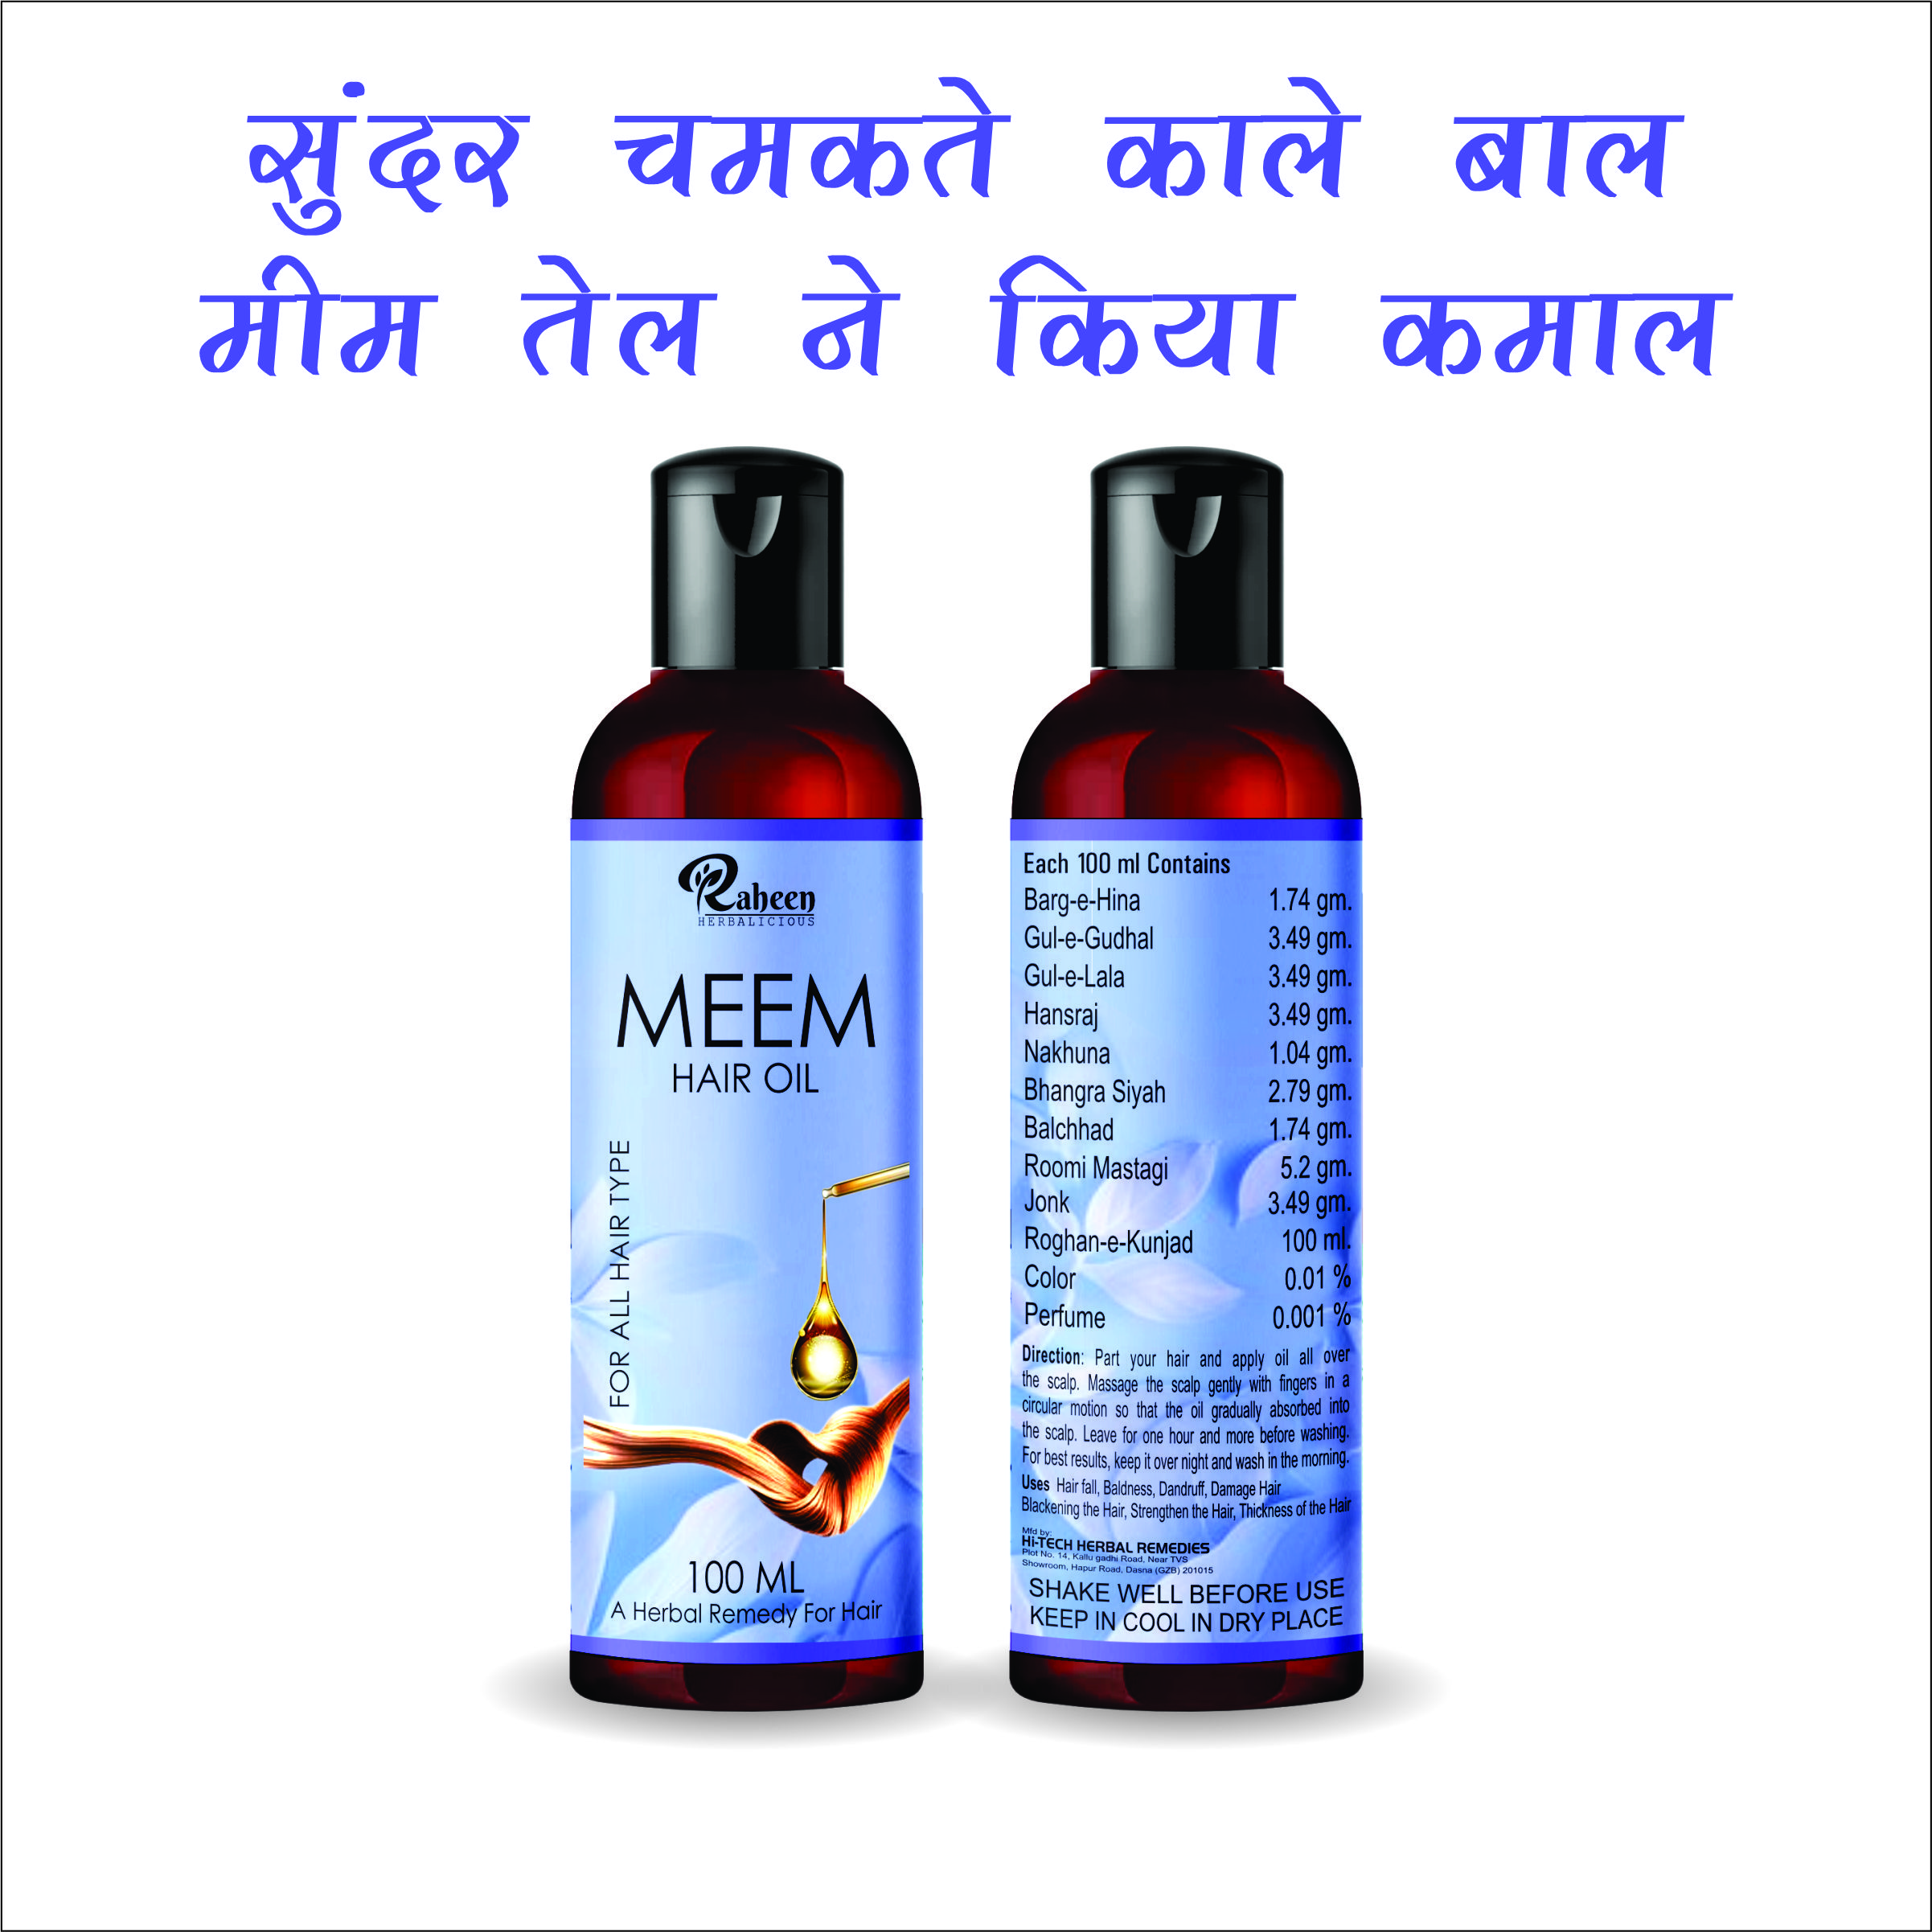 सुंदर चमकते काले बाल
मीम तेल ने किया कमाल
Raheen
HERBALICIOUS
MEEM
HAIR OIL
FOR ALL HAIR TYPE
100 ML
A Herbal Remedy For Hair
Each 100 ml Contains
Barg-e-Hina 1.74 gm.
Gul-e-Gudhal 3.49 gm.
Gul-e-Lala 3.49 gm.
Hansraj 3.49 gm.
Nakhuna 1.04 gm.
Bhangra Siyah 2.79 gm.
Balchhad 1.74 gm.
Roomi Mastagi 5.2 gm.
Jonk 3.49 gm.
Roghan-e-Kunjad 100 ml.
Color 0.01 %
Perfume 0.001 %
Direction: Part your hair and apply oil all over
the scalp. Massage the scalp gently with fingers in a
circular motion so that the oil gradually absorbed into
the scalp. Leave for one hour and more before washing.
For best results, keep it over night and wash in the morning.
Uses Hair fall, Baldness, Dandruff, Damage Hair
Blackening the Hair, Strengthen the Hair, Thickness of the Hair
Mfd by:
Hi-TECH HERBAL REMEDIES
Plot No. 14, Kallu gadhi Road, Near TVS
Showroom, Hapur Road, Dasna (GZB) 201015
SHAKE WELL BEFORE USE
KEEP IN COOL IN DRY PLACE